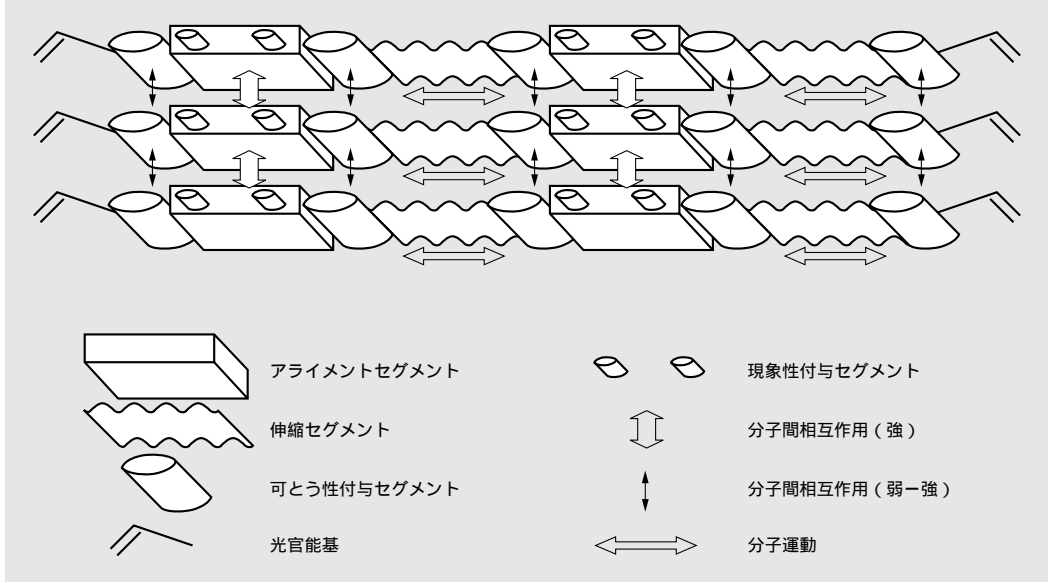 アライメントセグメント
現象性付与セグメント
伸縮セグメント
分子間相互作用（強）
可とう性付与セグメント
分子間相互作用（弱ー強）
光官能基
分子運動